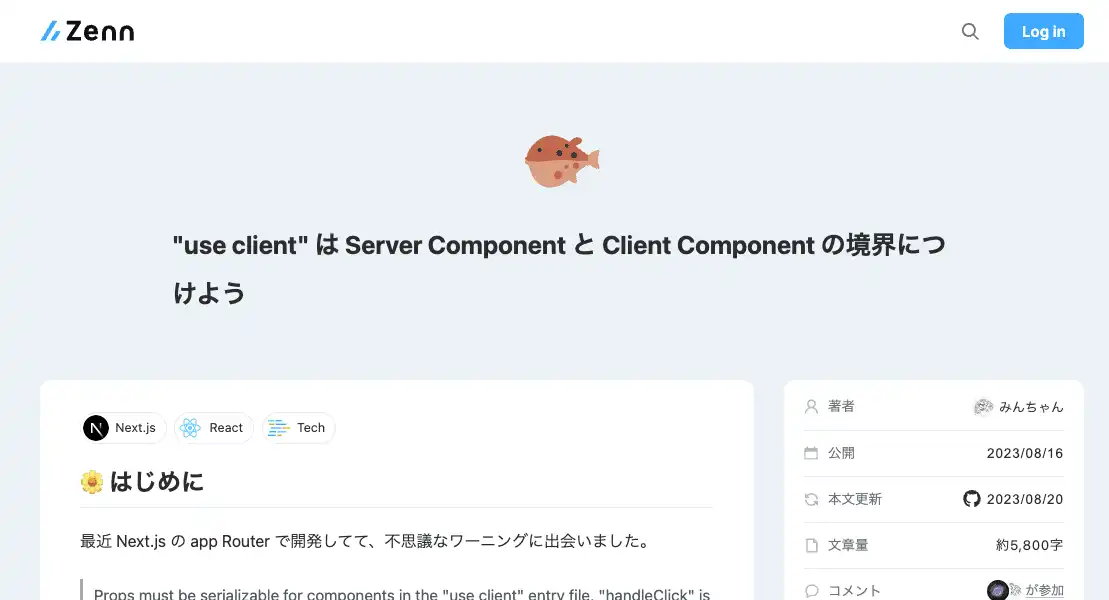 Zenn
Log in
"use client" は Server Component と Client Component の境界につ
けよう
Next.js
React
Tech
はじめに
最近 Next.js の app Router で開発してて、不思議なワーニングに出会いました。
Props must be serializable for components in the "use client" entry file. "handleClick" is
著者
みんちゃん
公開
2023/08/16
本文更新
2023/08/20
文章量
約5,800字
コメント
が参加